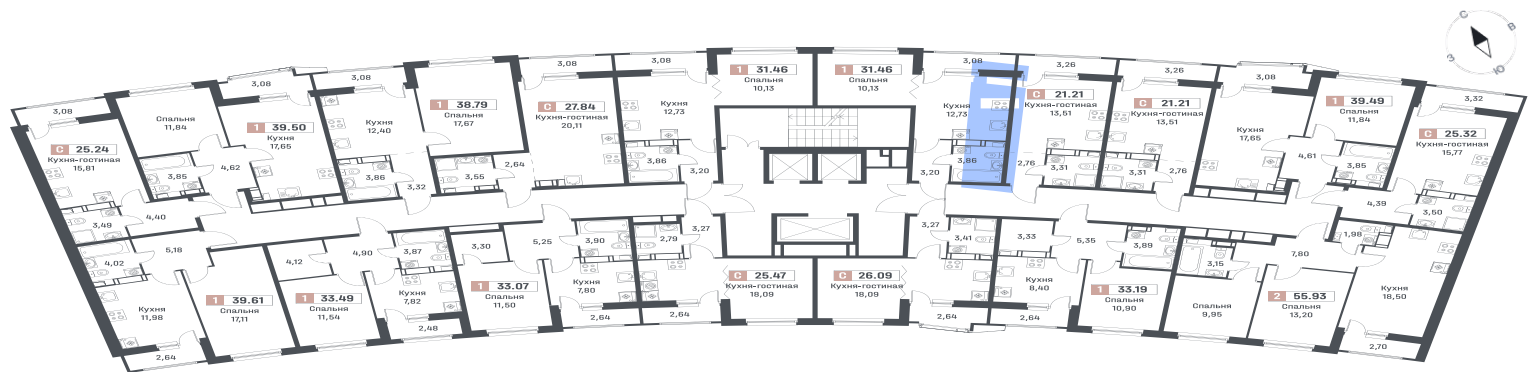 С
В
З
Ю
3,08
С 25.24
Кухня-гостиная
15,81
3,49
4,40
Спальня
11,84
3,85
4,62
3,08
1 39.50
Кухня
17,65
3,08
Кухня
12,40
3,86
3,32
1 38.79
Спальня
17,67
3,55
2,64
3,08
С 27.84
Кухня-гостиная
20,11
3,08
Кухня
12,73
3,86
3,20
1 31.46
Спальня
10,13
1 31.46
Спальня
10,13
3,08
Кухня
12,73
3,86
3,20
3,26
С 21.21
Кухня-гостиная
13,51
2,76
3,31
3,26
С 21.21
Кухня-гостиная
13,51
3,31
2,76
3,08
Кухня
17,65
4,61
1 39.49
Спальня
11,84
3,85
3,32
С 25.32
Кухня-гостиная
15,77
4,39
3,50
4,02
5,18
Кухня
11,98
2,64
1 39.61
Спальня
17,11
4,12
4,90
3,87
1 33.49
Спальня
11,54
Кухня
7,82
2,48
3,30
5,25
3,90
1 33.07
Спальня
11,50
Кухня
7,80
2,64
2,79
3,27
С 25.47
Кухня-гостиная
18,09
2,64
С 26.09
Кухня-гостиная
18,09
3,27
3,41
2,64
3,33
5,35
3,89
Кухня
8,40
2,64
1 33.19
Спальня
10,90
3,15
Спальня
9,95
7,80
1,98
2 55.93
Спальня
13,20
Кухня
18,50
2,70